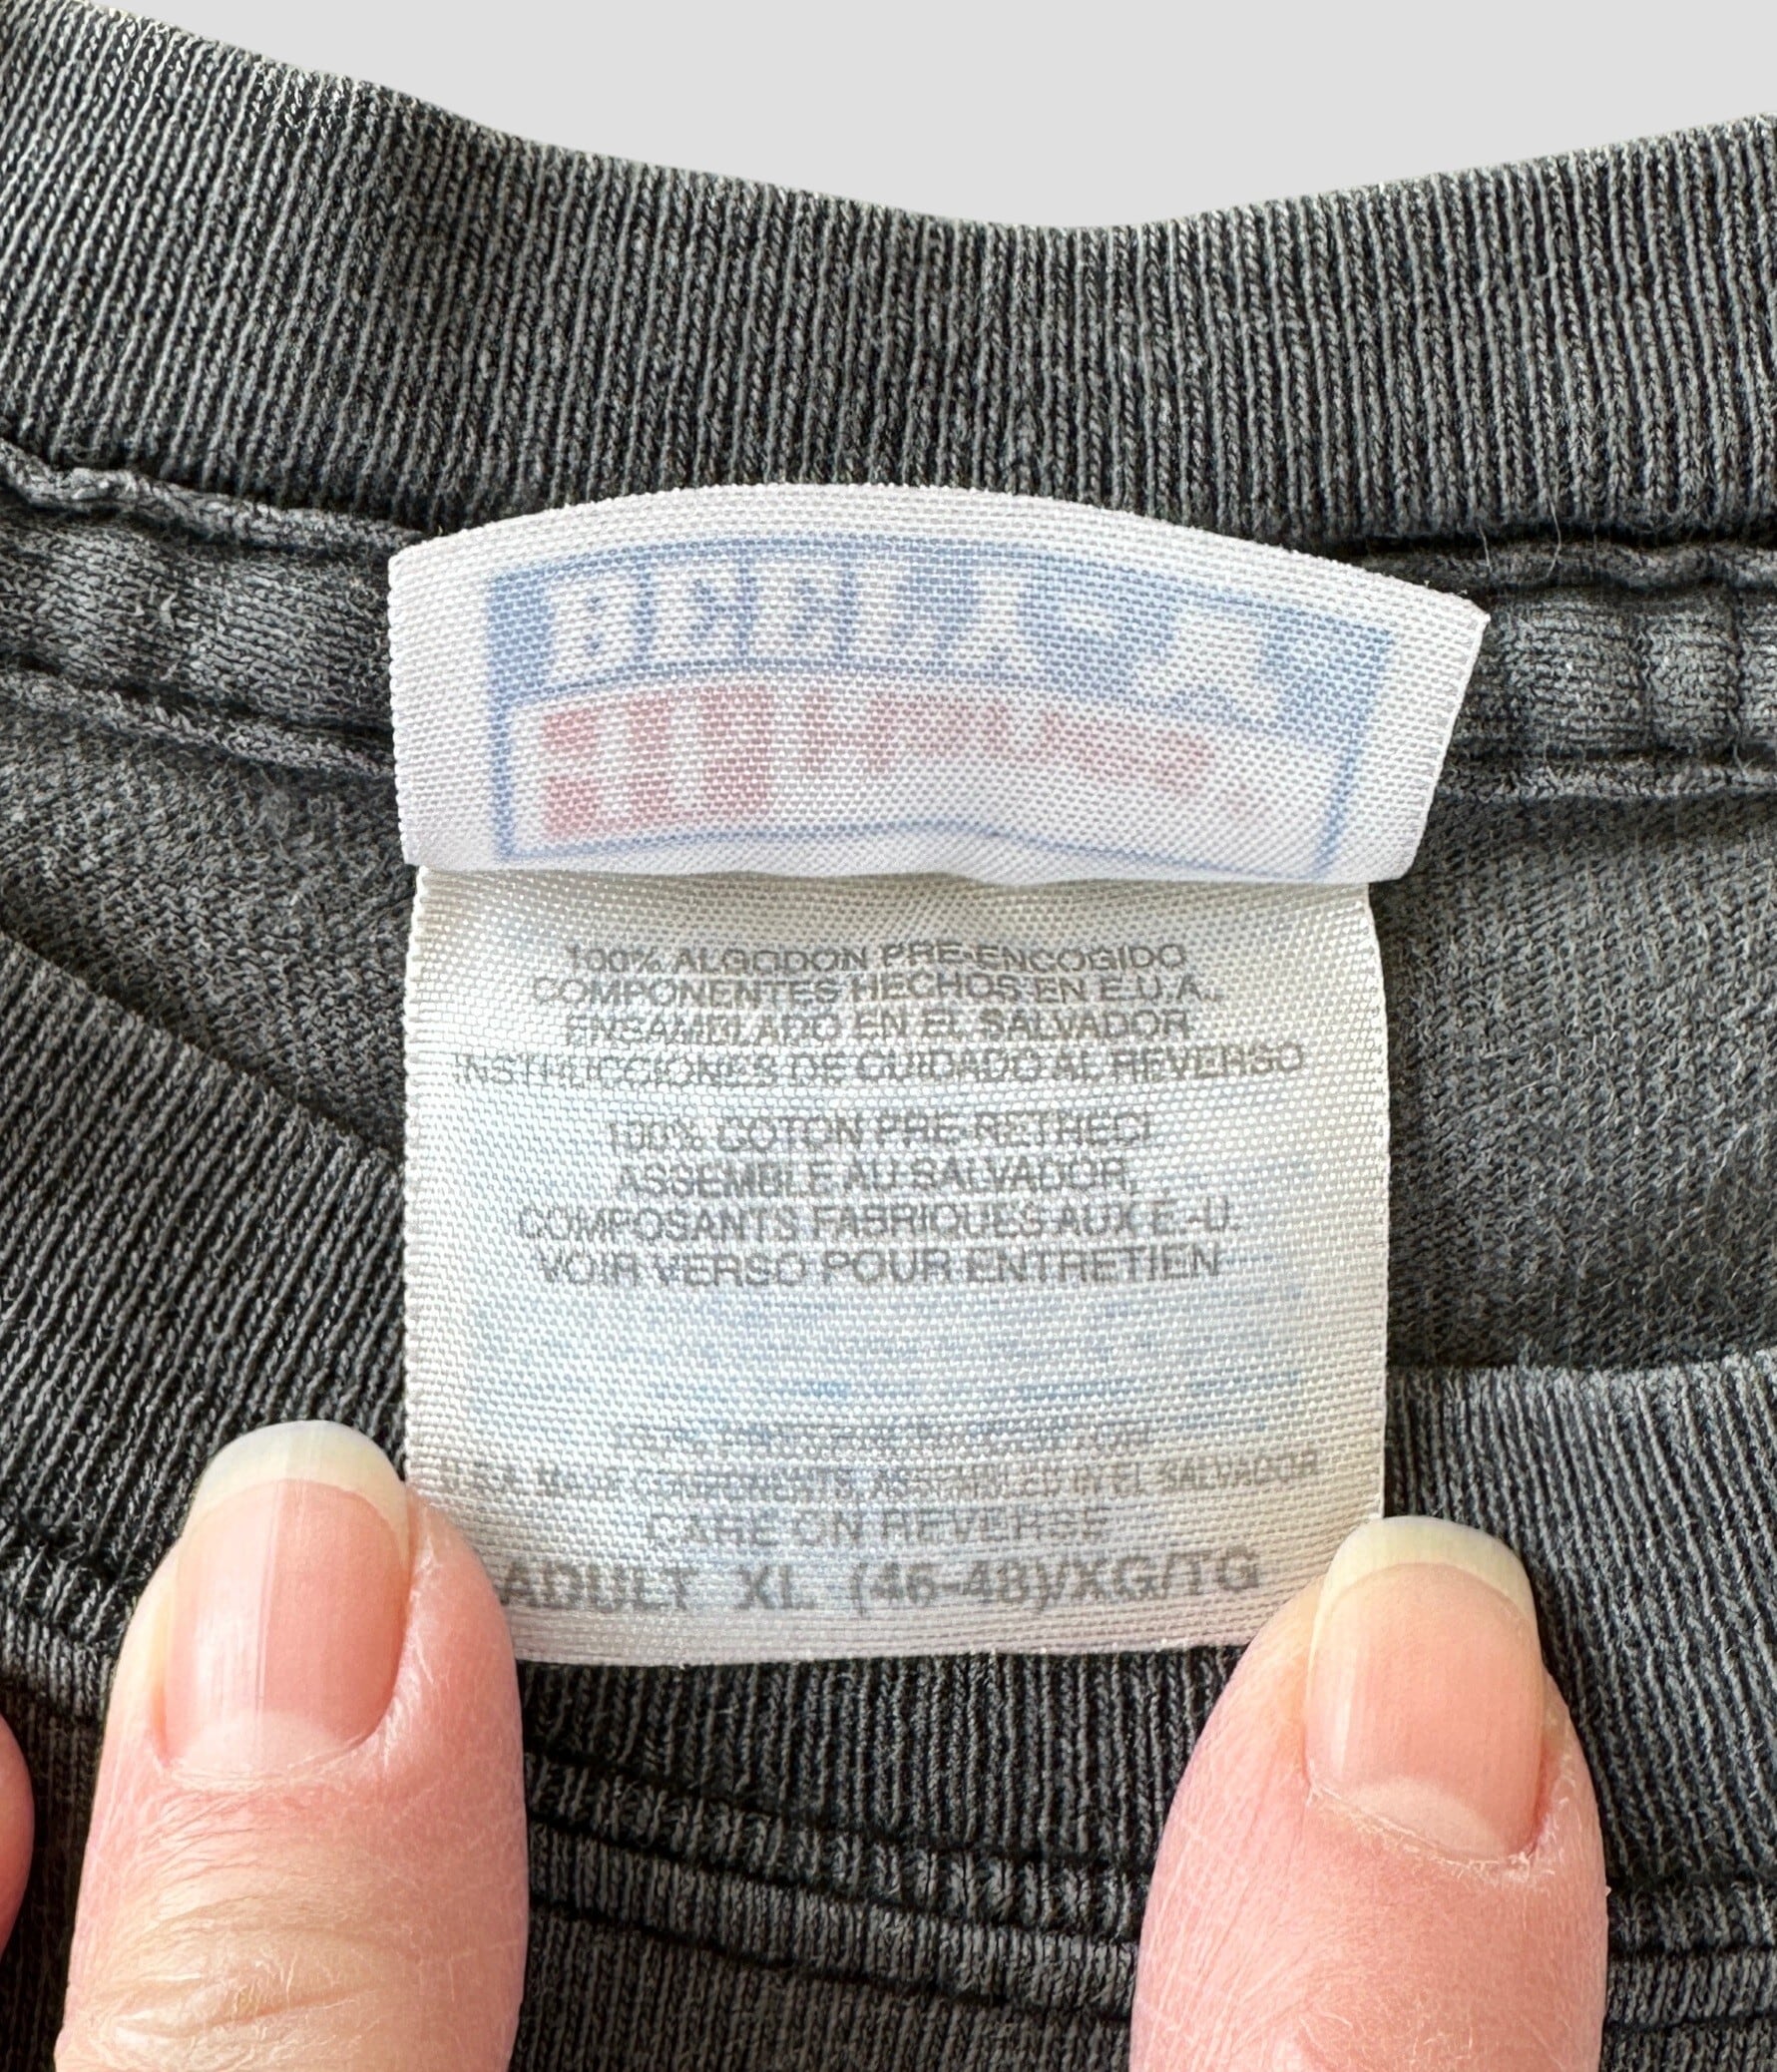 100% ALGODON PRE-ENCOGIDO
COMPONENTES HECHOS EN E.U.A.,
ENSAMBLADO EN EL SALVADOR
INSTRUCCIONES DE CUIDADO AL REVERSO
100% COTON PRE-RETRECI
ASSEMBLE AU SALVADOR,
COMPOSANTS FABRIQUES AUX E.-U.
VOIR VERSO POUR ENTRETIEN
ASSEMBLED IN EL SALVADOR
CARE ON REVERSE
ADULT XL (46-48)/XG/TG